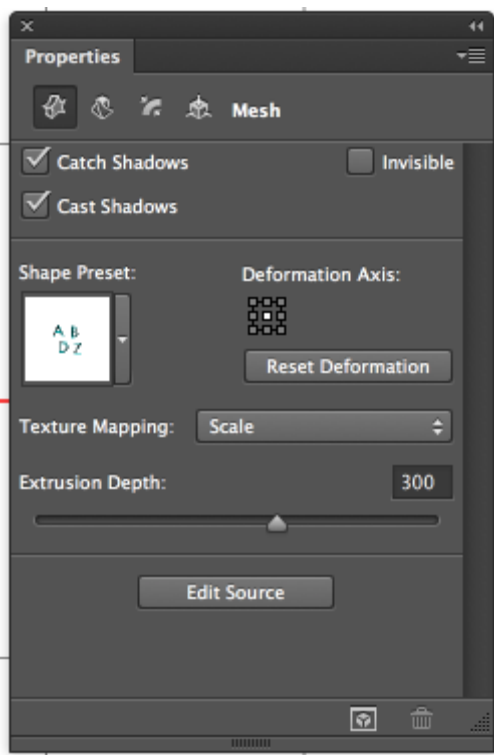 Properties
Mesh
Catch Shadows
Invisible
Cast Shadows
Shape Preset:
Deformation Axis:
A B
D Z
Reset Deformation
Texture Mapping: Scale
Extrusion Depth: 300
Edit Source